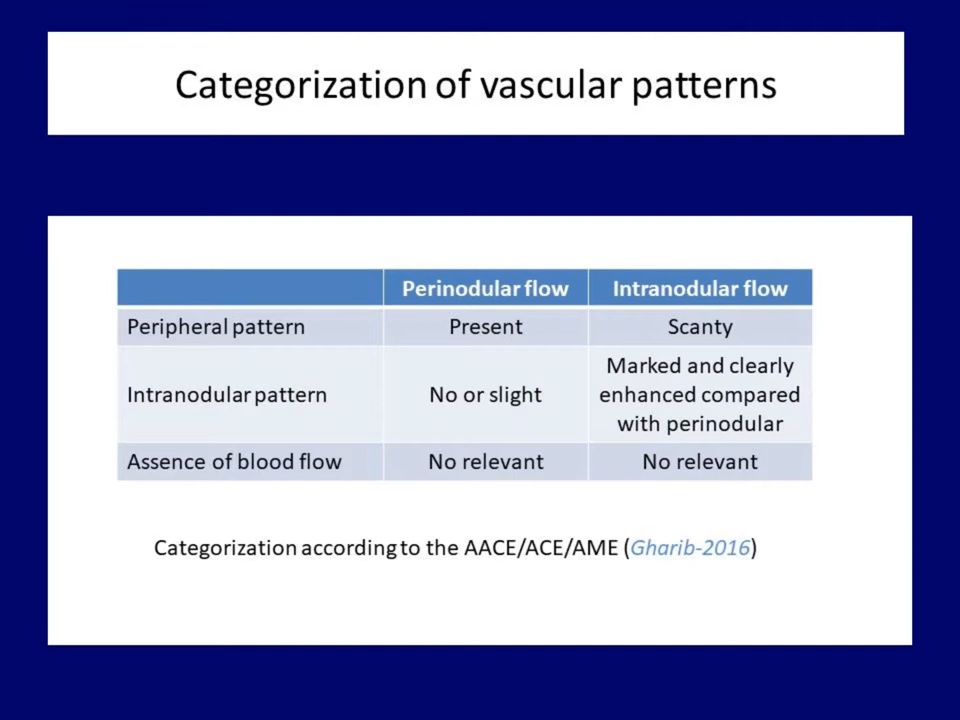 Categorization of vascular patterns
Perinodular flow Intranodular flow
Peripheral pattern Present Scanty
Marked and clearly
Intranodular pattern No or slight enhanced compared
with perinodular
Assence of blood flow No relevant No relevant
Categorization according to the AACE/ACE/AME (Gharib-2016)